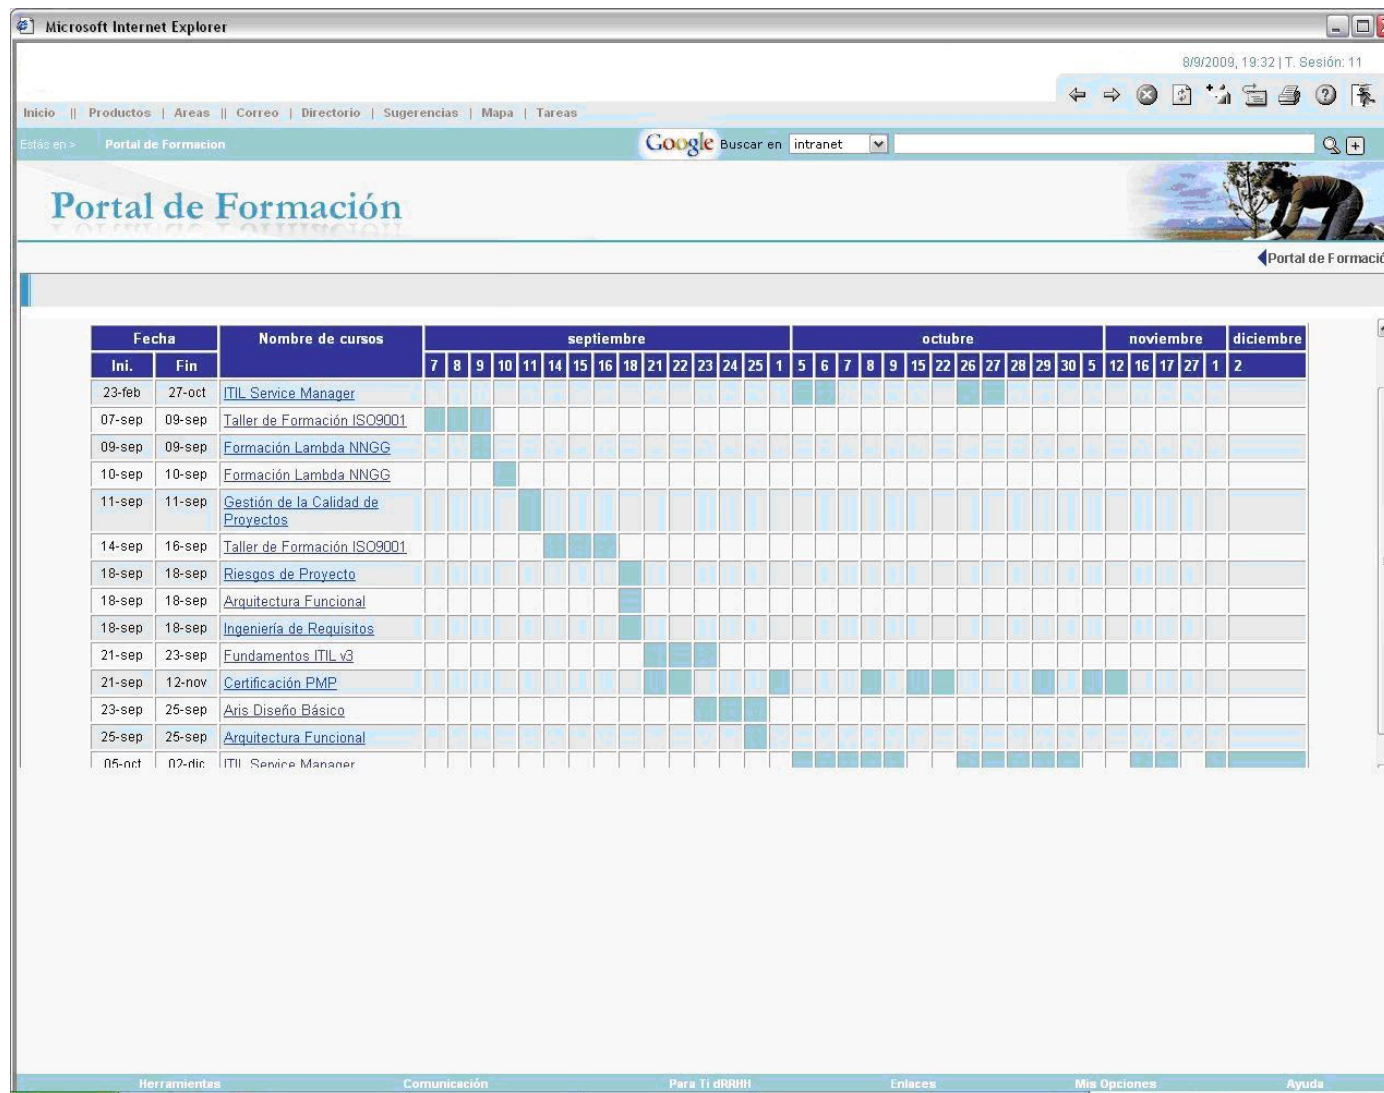 Microsoft Internet Explorer
8/9/2009, 19:32 | T. Sesión: 11
Inicio || Productos | Areas || Correo | Directorio | Sugerencias | Mapa | Tareas
Estás en > Portal de Formacion Google Buscar en intranet
Portal de Formación
Portal de Formació
Fecha Nombre de cursos septiembre octubre noviembre diciembre
Ini. Fin 7 8 9 10 11 14 15 16 18 21 22 23 24 25 1 5 6 7 8 9 15 22 26 27 28 29 30 5 12 16 17 27 1 2
23-feb 27-oct ITIL Service Manager
07-sep 09-sep Taller de Formación ISO9001
09-sep 09-sep Formación Lambda NNGG
10-sep 10-sep Formación Lambda NNGG
11-sep 11-sep Gestión de la Calidad de
Proyectos
14-sep 16-sep Taller de Formación ISO9001
18-sep 18-sep Riesgos de Proyecto
18-sep 18-sep Arquitectura Funcional
18-sep 18-sep Ingeniería de Requisitos
21-sep 23-sep Fundamentos ITIL v3
21-sep 12-nov Certificación PMP
23-sep 25-sep Aris Diseño Básico
25-sep 25-sep Arquitectura Funcional
05-oct 02-dic ITIL Service Manager
Herramientas Comunicación Para Ti dRRHH Enlaces Mis Opciones Ayuda